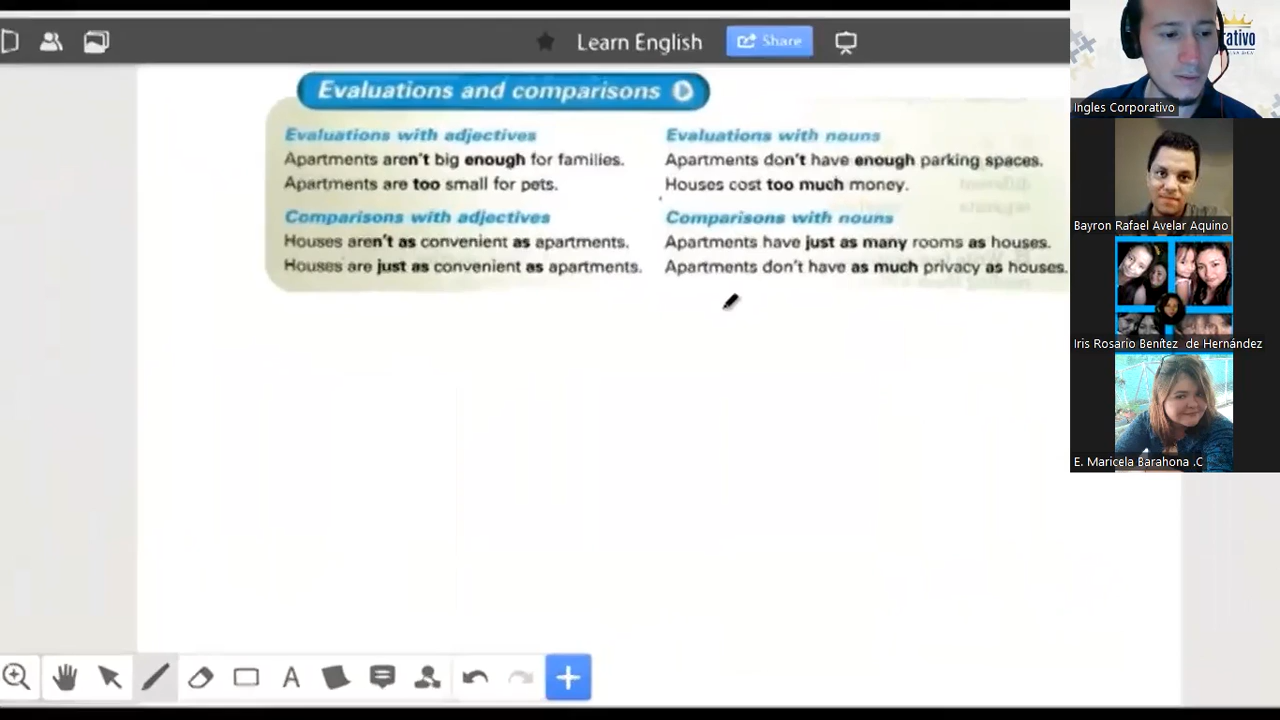 Learn English
Share
Evaluations and comparisons
Evaluations with adjectives
Apartments aren't big enough for families.
Apartments are too small for pets.
Comparisons with adjectives
Houses aren't as convenient as apartments.
Houses are just as convenient as apartments.
Evaluations with nouns
Apartments don't have enough parking spaces.
Houses cost too much money.
Comparisons with nouns
Apartments have just as many rooms as houses.
Apartments don't have as much privacy as houses.
A
rativo
Ingles Corporativo
Bayron Rafael Avelar Aquino
Iris Rosario Benítez de Hernández
E. Maricela Barahona .C